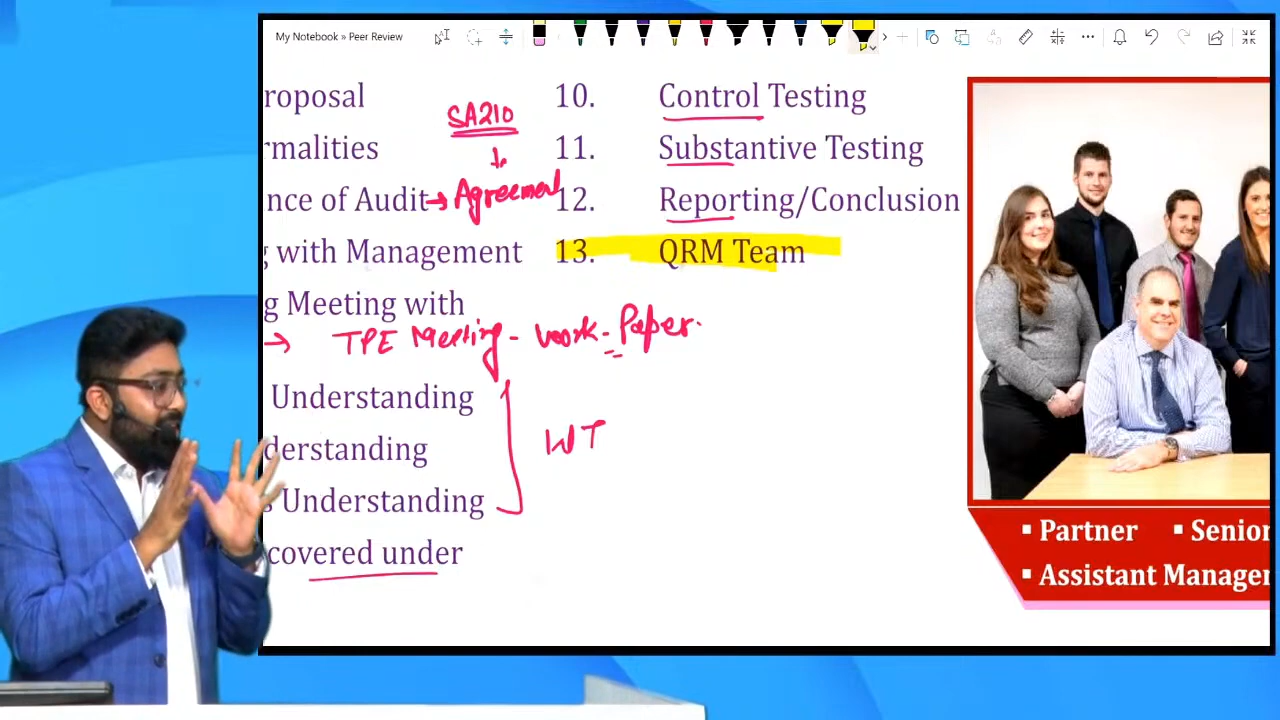 My Notebook » Peer Review
roposal
rmalities
nce of Audit → Agreement
SA210
g with Management
g Meeting with
→ TPE Meeting - Work-Paper.
Understanding
derstanding
s Understanding
WT
covered under
10. Control Testing
11. Substantive Testing
12. Reporting/Conclusion
13. QRM Team
▪ Partner ▪ Senior
▪ Assistant Manager